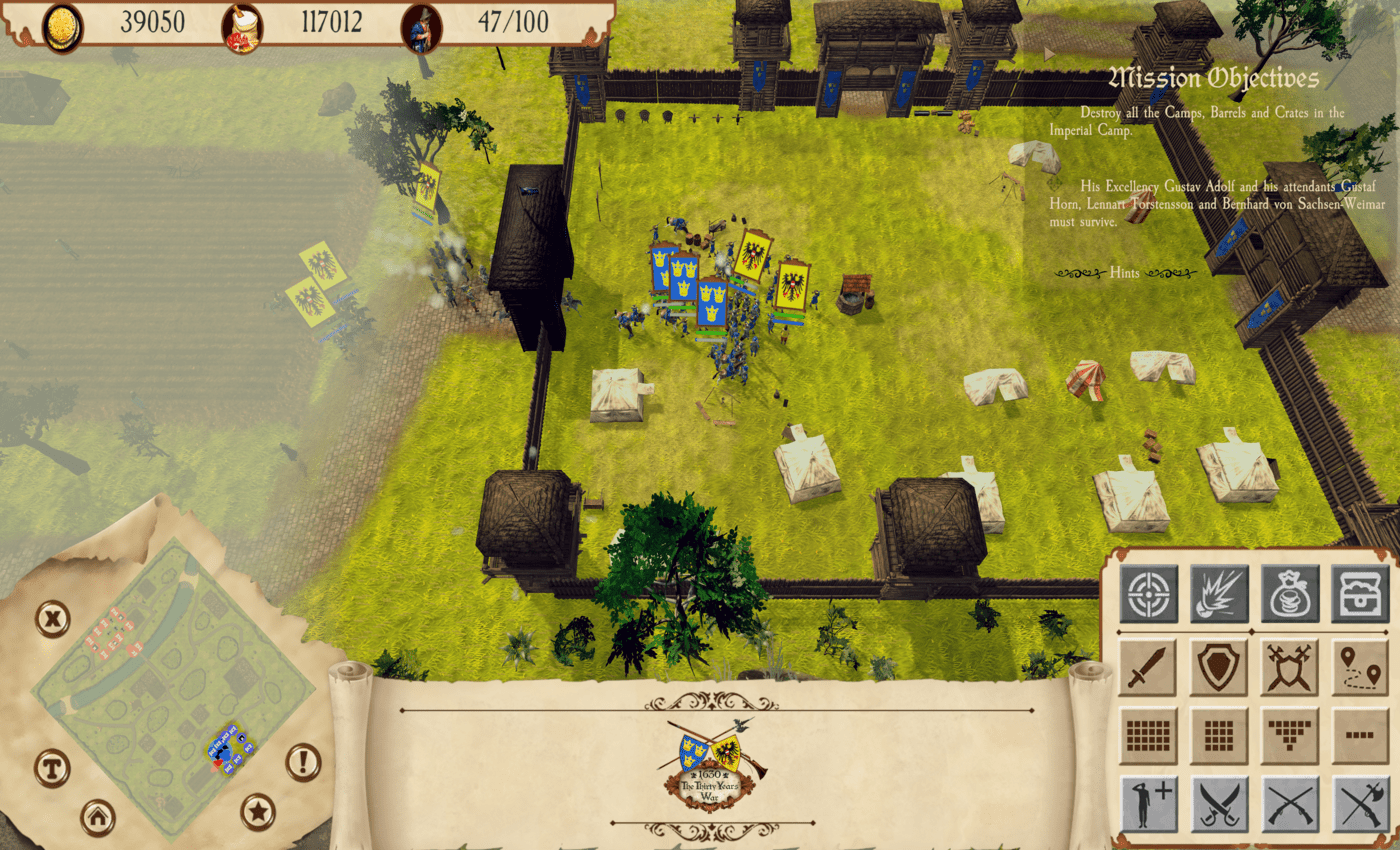 39050
117012
47/100
Mission Objectives
Destroy all the Camps, Barrels and Crates in the
Imperial Camp.
His Excellency Gustav Adolf and his attendants Gustaf
Horn, Lennart Torstensson and Bernhard von Sachsen-Weimar
must survive.
Hints
X
T
!
1630
The Thirty Years
War